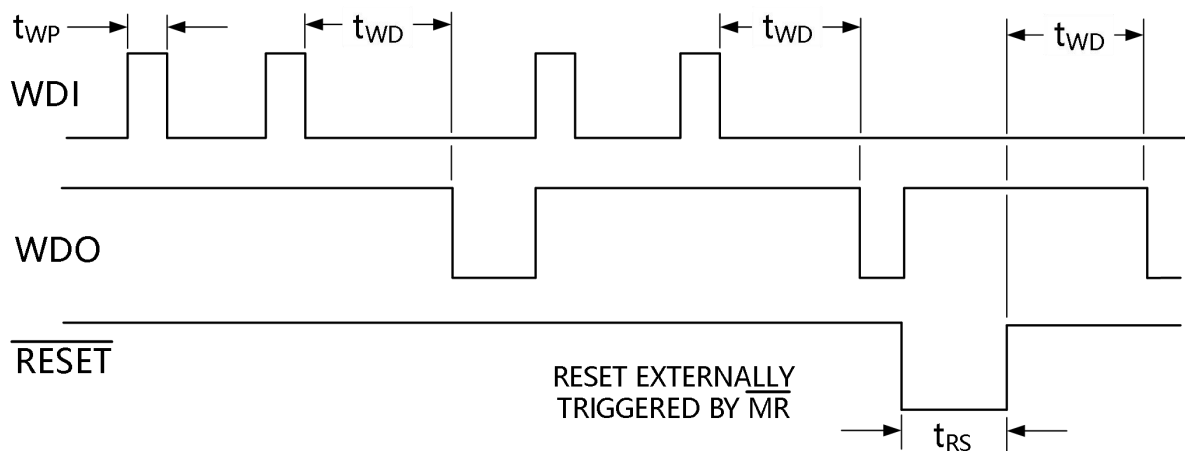 tWP
tWD
tWD
tWD
WDI
WDO
RESET
RESET EXTERNALLY
TRIGGERED BY MR
tRS